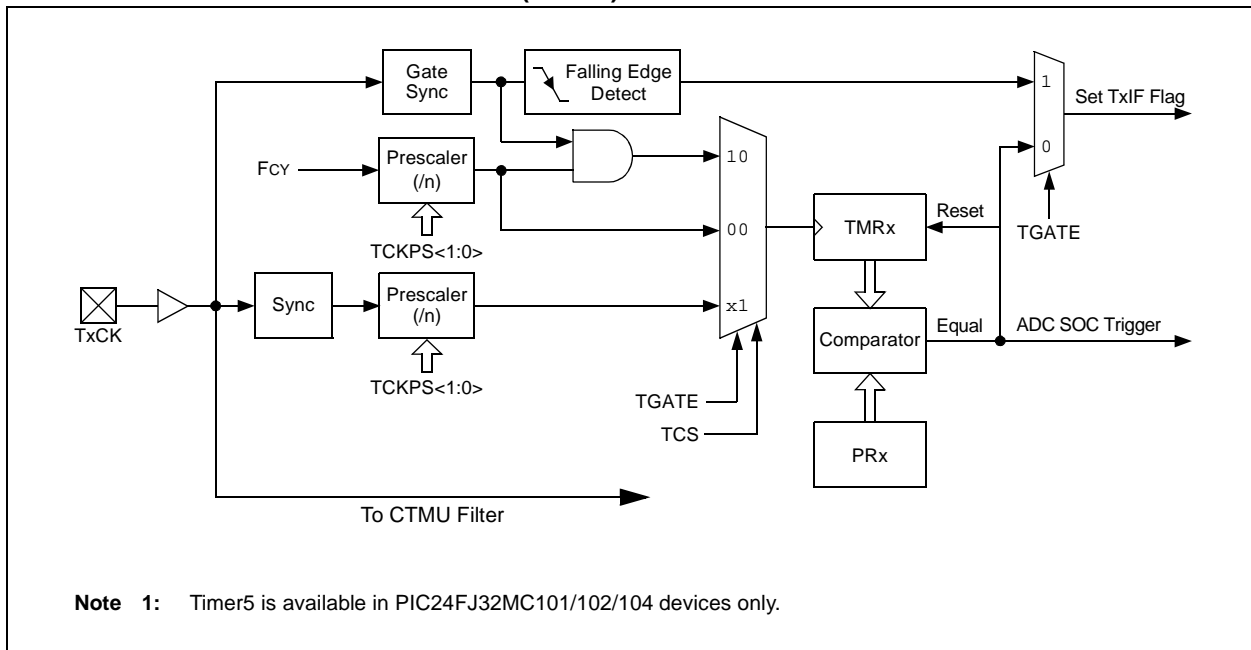 Gate
Sync
Falling Edge
Detect
1
Set TxIF Flag
0
TGATE
FCY
Prescaler
(/n)
TCKPS<1:0>
10
00
x1
TMRx
Reset
TxCK
Sync
Prescaler
(/n)
TCKPS<1:0>
Comparator
Equal
ADC SOC Trigger
TGATE
TCS
PRx
To CTMU Filter
Note 1: Timer5 is available in PIC24FJ32MC101/102/104 devices only.